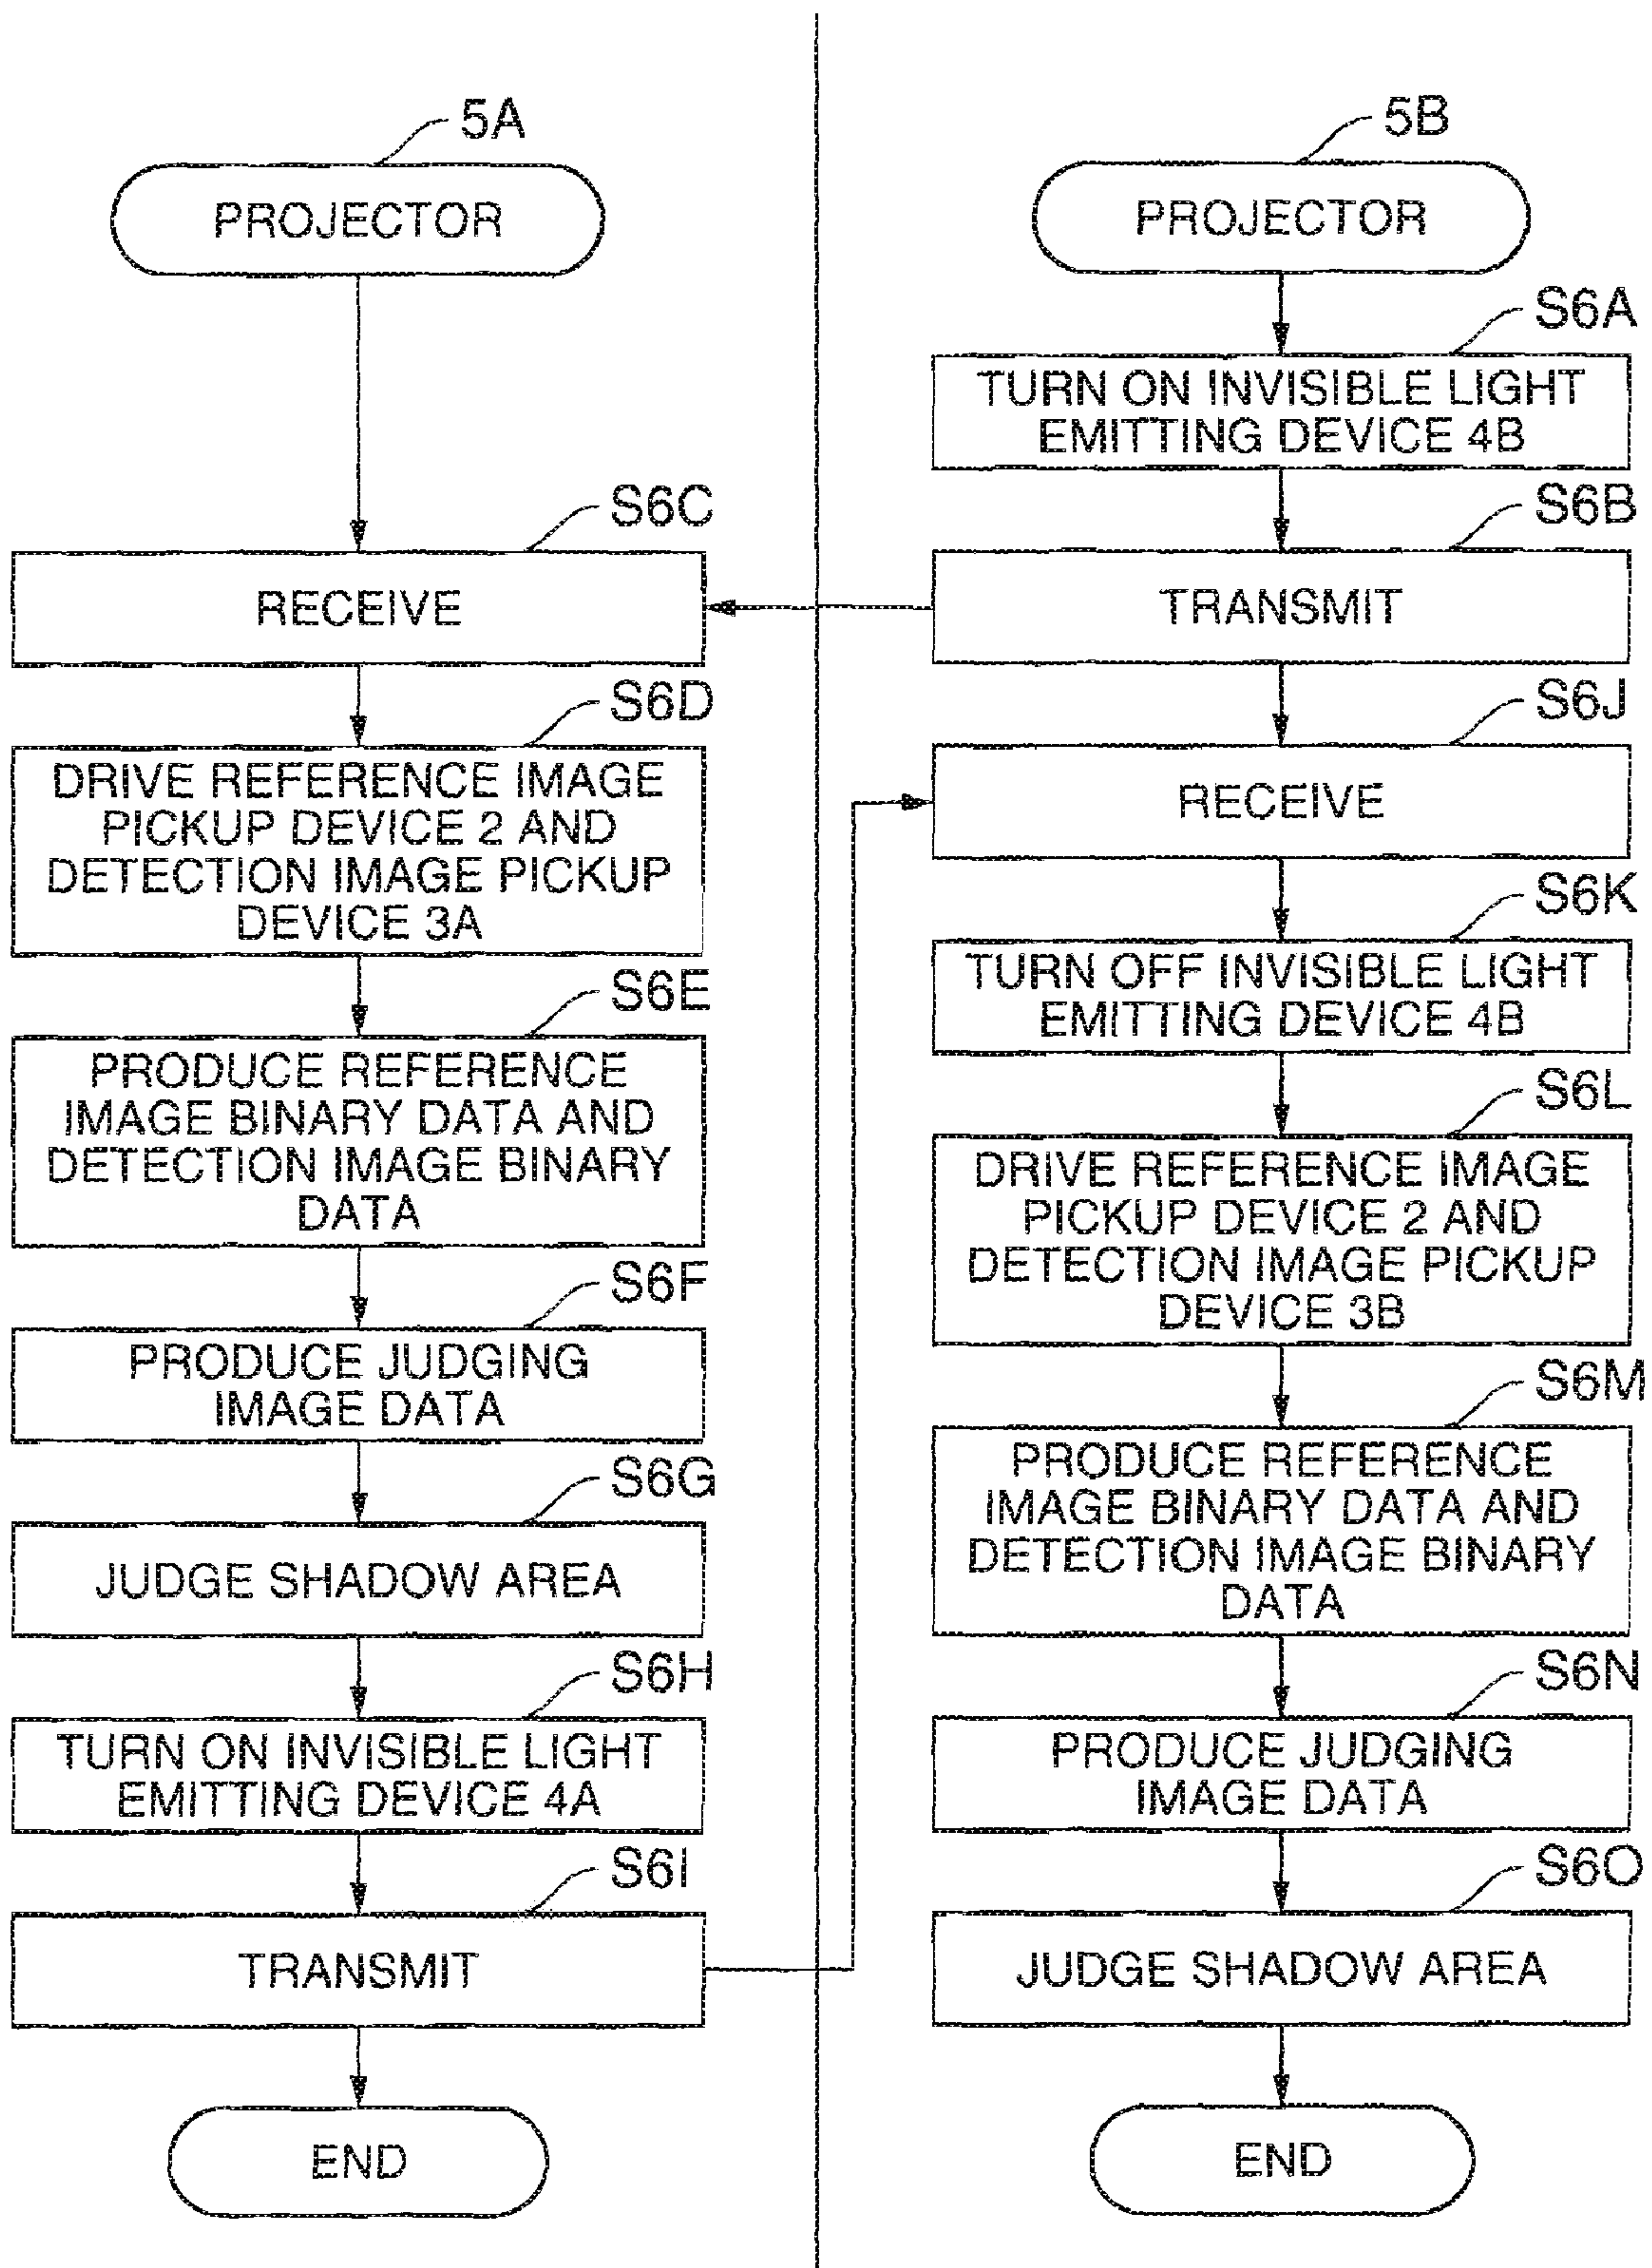 5A
PROJECTOR
S6C
RECEIVE
S6D
DRIVE REFERENCE IMAGE
PICKUP DEVICE 2 AND
DETECTION IMAGE PICKUP
DEVICE 3A
S6E
PRODUCE REFERENCE
IMAGE BINARY DATA AND
DETECTION IMAGE BINARY
DATA
S6F
PRODUCE JUDGING
IMAGE DATA
S6G
JUDGE SHADOW AREA
S6H
TURN ON INVISIBLE LIGHT
EMITTING DEVICE 4A
S6I
TRANSMIT
END
5B
PROJECTOR
S6A
TURN ON INVISIBLE LIGHT
EMITTING DEVICE 4B
S6B
TRANSMIT
S6J
RECEIVE
S6K
TURN OFF INVISIBLE LIGHT
EMITTING DEVICE 4B
S6L
DRIVE REFERENCE IMAGE
PICKUP DEVICE 2 AND
DETECTION IMAGE PICKUP
DEVICE 3B
S6M
PRODUCE REFERENCE
IMAGE BINARY DATA AND
DETECTION IMAGE BINARY
DATA
S6N
PRODUCE JUDGING
IMAGE DATA
S6O
JUDGE SHADOW AREA
END